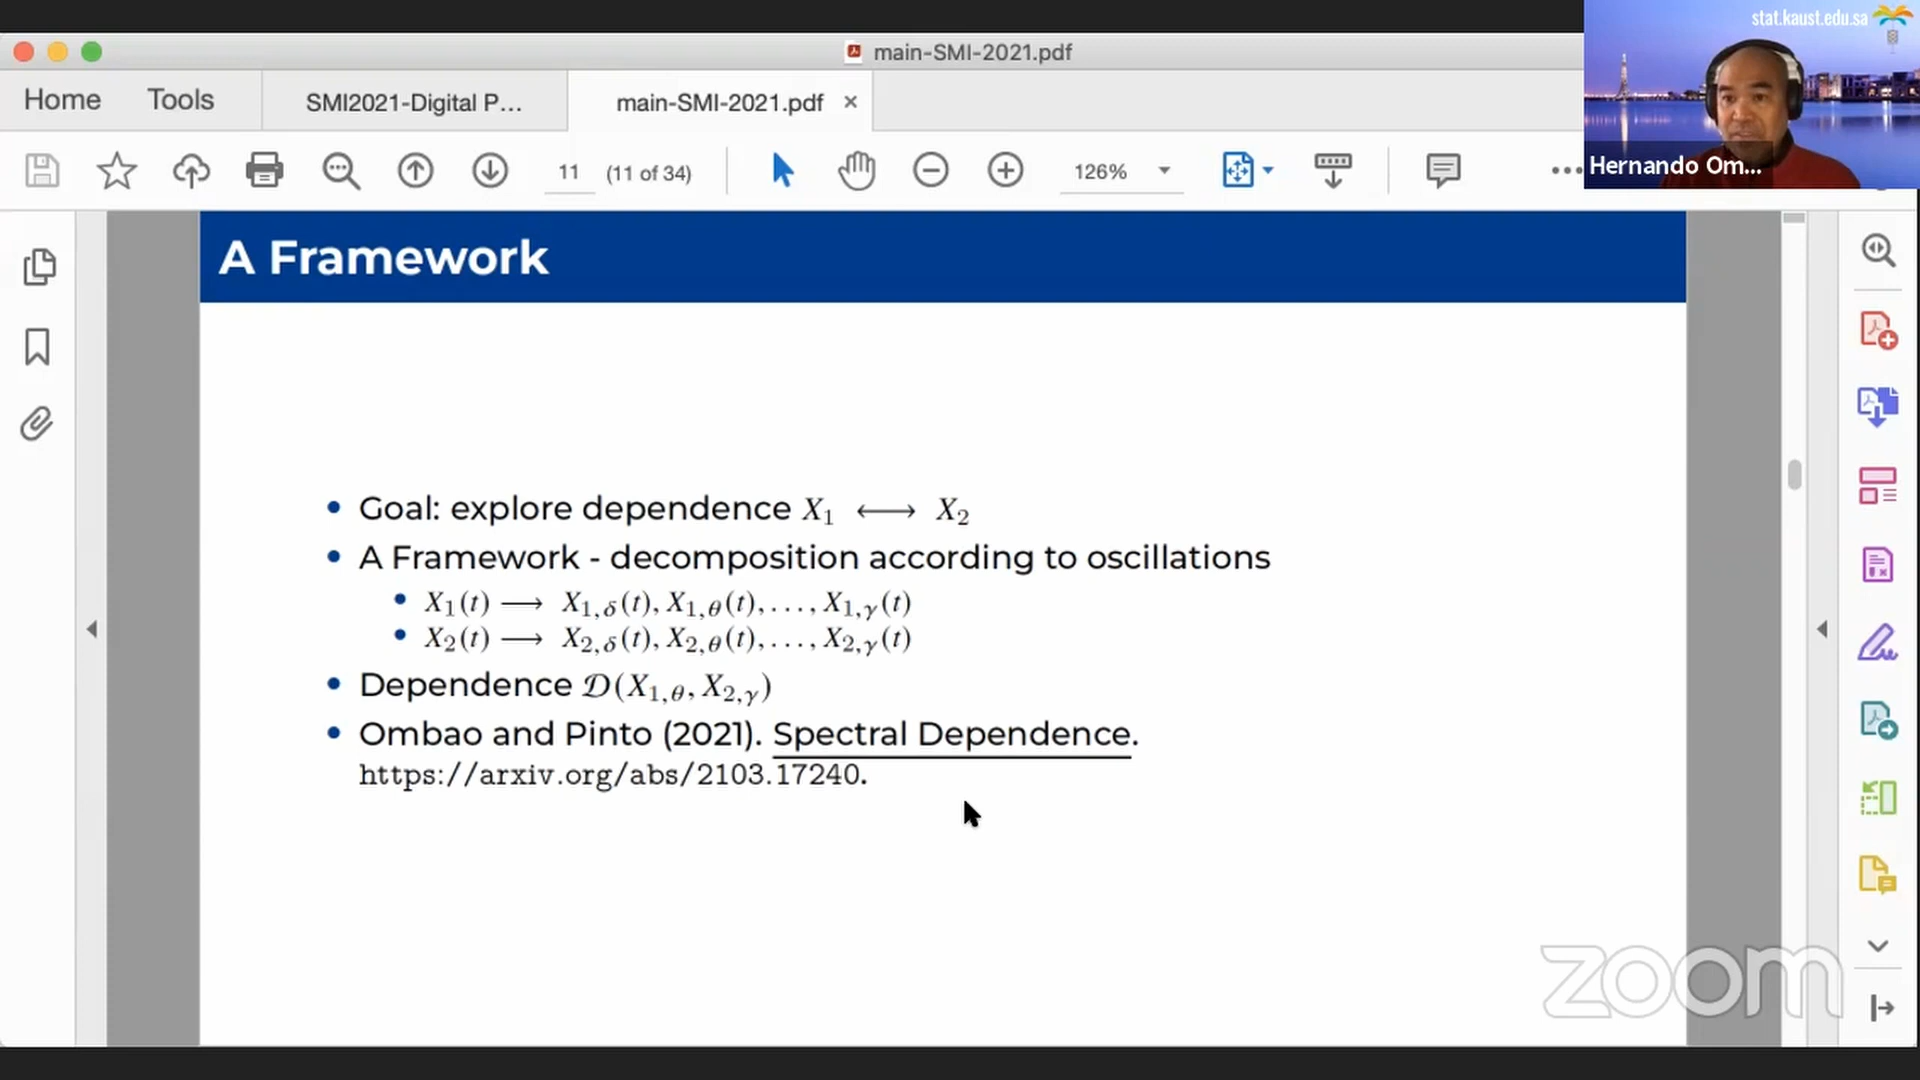 stat.kaust.edu.sa
main-SMI-2021.pdf
Home Tools SMI2021-Digital P... main-SMI-2021.pdf ×
11 (11 of 34) 126%
Hernando Om...
A Framework
• Goal: explore dependence X₁ ⟷ X₂
• A Framework - decomposition according to oscillations
• X₁(t) ⟶ X₁,δ(t), X₁,θ(t), . . . , X₁,γ(t)
• X₂(t) ⟶ X₂,δ(t), X₂,θ(t), . . . , X₂,γ(t)
• Dependence 𝒟(X₁,θ, X₂,γ)
• Ombao and Pinto (2021). Spectral Dependence.
https://arxiv.org/abs/2103.17240.
zoom